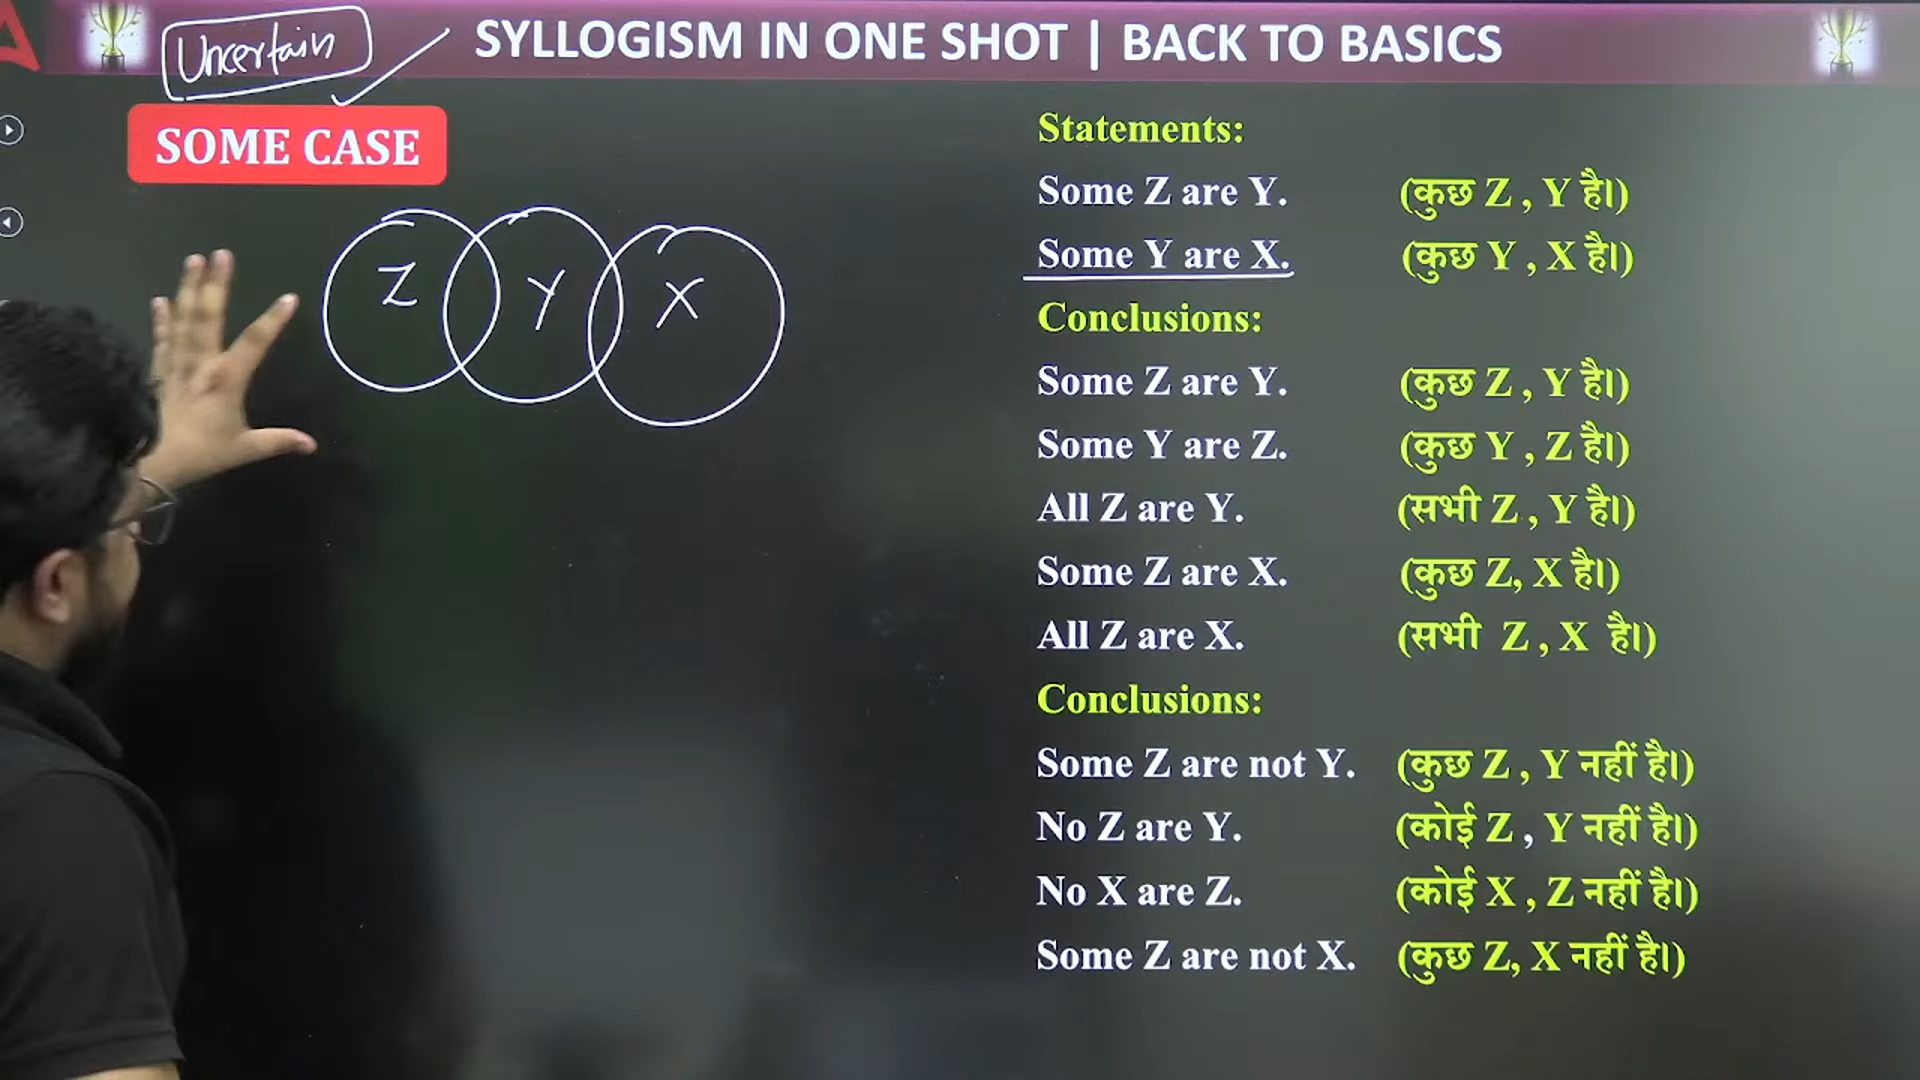 Uncertain
SYLLOGISM IN ONE SHOT | BACK TO BASICS
SOME CASE
Z Y X
Statements:
Some Z are Y. (कुछ Z , Y है।)
Some Y are X. (कुछ Y , X है।)
Conclusions:
Some Z are Y. (कुछ Z , Y है।)
Some Y are Z. (कुछ Y , Z है।)
All Z are Y. (सभी Z , Y है।)
Some Z are X. (कुछ Z, X है।)
All Z are X. (सभी Z , X है।)
Conclusions:
Some Z are not Y. (कुछ Z , Y नहीं है।)
No Z are Y. (कोई Z , Y नहीं है।)
No X are Z. (कोई X , Z नहीं है।)
Some Z are not X. (कुछ Z, X नहीं है।)